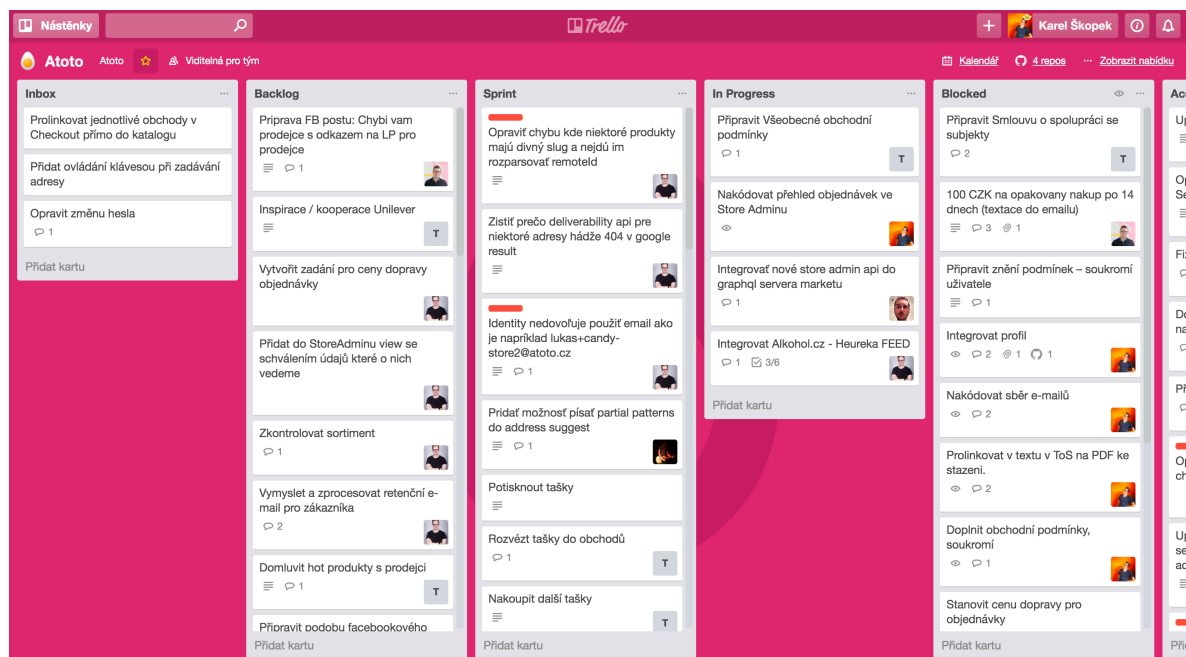 Nástěnky
Trello
Karel Škopek
Atoto
Atoto
Viditelná pro tým
Kalendář
4 repos
Zobrazit nabídku
Inbox
Prolinkovat jednotlivé obchody v
Checkout přímo do katalogu
Přidat ovládání klávesou při zadávání
adresy
Opravit změnu hesla
1
Přidat kartu
Backlog
Priprava FB postu: Chybi vam
prodejce s odkazem na LP pro
prodejce
1
Inspirace / kooperace Unilever
T
Vytvořit zadání pro ceny dopravy
objednávky
Přidat do StoreAdminu view se
schválením údajů které o nich
vedeme
Zkontrolovat sortiment
1
Vymyslet a zprocesovat retenční e-
mail pro zákazníka
2
Domluvit hot produkty s prodejci
1
T
Připravit podobu facebookového
Přidat kartu
Sprint
Opraviť chybu kde niektoré produkty
majú divný slug a nejdú im
rozparsovať remoteId
Zistiť prečo deliverability api pre
niektoré adresy hádže 404 v google
result
Identity nedovoľuje použiť email ako
je napríklad lukas+candy-
store2@atoto.cz
1
Pridať možnosť písať partial patterns
do address suggest
1
Potisknout tašky
Rozvézt tašky do obchodů
1
T
Nakoupit další tašky
T
Přidat kartu
In Progress
Připravit Všeobecné obchodní
podmínky
1
T
Nakódovat přehled objednávek ve
Store Adminu
Integrovať nové store admin api do
graphql servera marketu
1
Integrovat Alkohol.cz - Heureka FEED
1
3/6
Přidat kartu
Blocked
Připravit Smlouvu o spolupráci se
subjekty
2
T
100 CZK na opakovany nakup po 14
dnech (textace do emailu)
3
1
Připravit znění podmínek – soukromí
uživatele
1
Integrovat profil
2
1
1
Nakódovat sběr e-mailů
2
Prolinkovat v textu v ToS na PDF ke
stazeni.
2
Doplnit obchodní podmínky,
soukromí
1
Stanovit cenu dopravy pro
objednávky
Přidat kartu